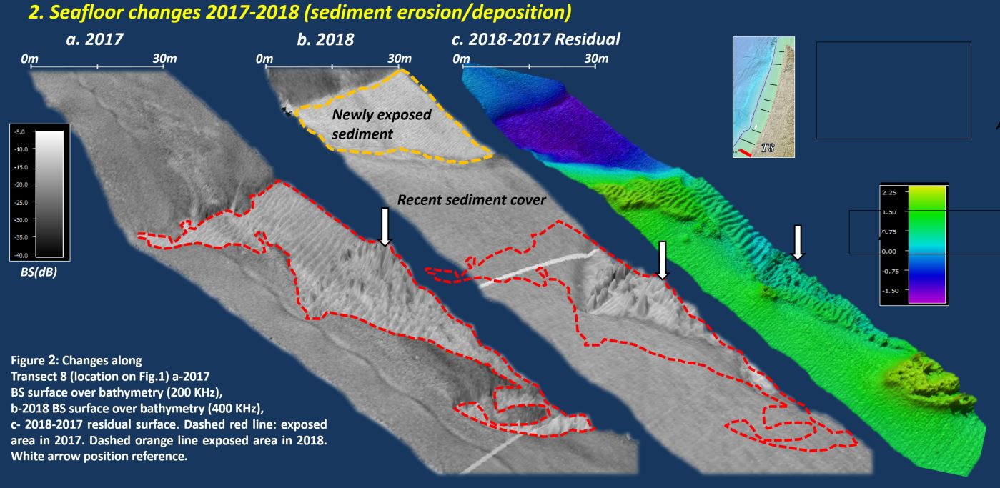 2. Seafloor changes 2017-2018 (sediment erosion/deposition)
a. 2017
b. 2018
c. 2018-2017 Residual
0m
30m
0m
30m
0m
30m
Newly exposed
sediment
Recent sediment cover
T8
-5.0
-10.0
-15.0
-20.0
-25.0
-30.0
-35.0
-40.0
BS(dB)
2.25
1.50
0.75
0.00
-0.75
-1.50
Figure 2: Changes along
Transect 8 (location on Fig.1) a-2017
BS surface over bathymetry (200 KHz),
b-2018 BS surface over bathymetry (400 KHz),
c- 2018-2017 residual surface. Dashed red line: exposed
area in 2017. Dashed orange line exposed area in 2018.
White arrow position reference.